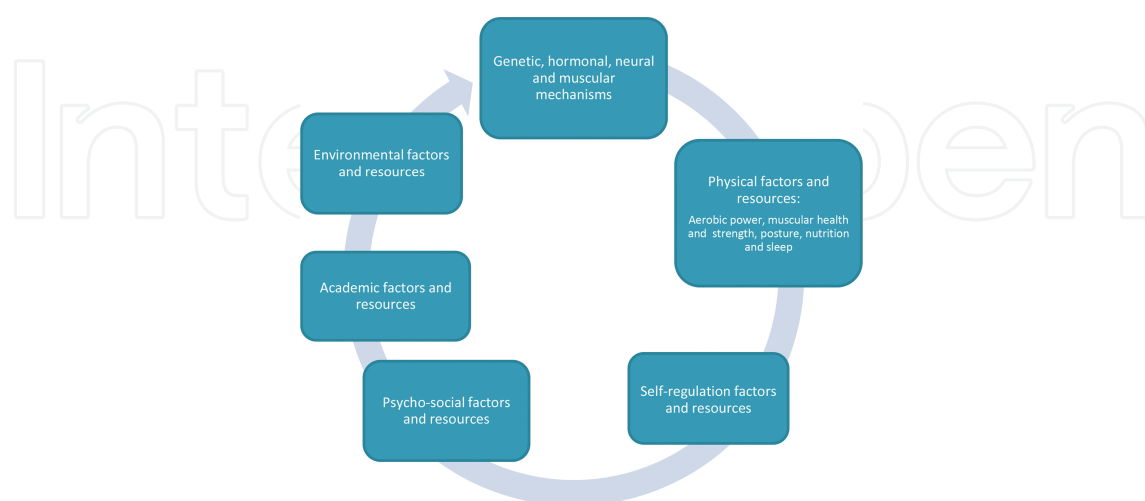 Genetic, hormonal, neural
and muscular
mechanisms
Physical factors and
resources:
Aerobic power, muscular health
and strength, posture, nutrition
and sleep
Self-regulation factors
and resources
Psycho-social factors
and resources
Academic factors and
resources
Environmental factors
and resources